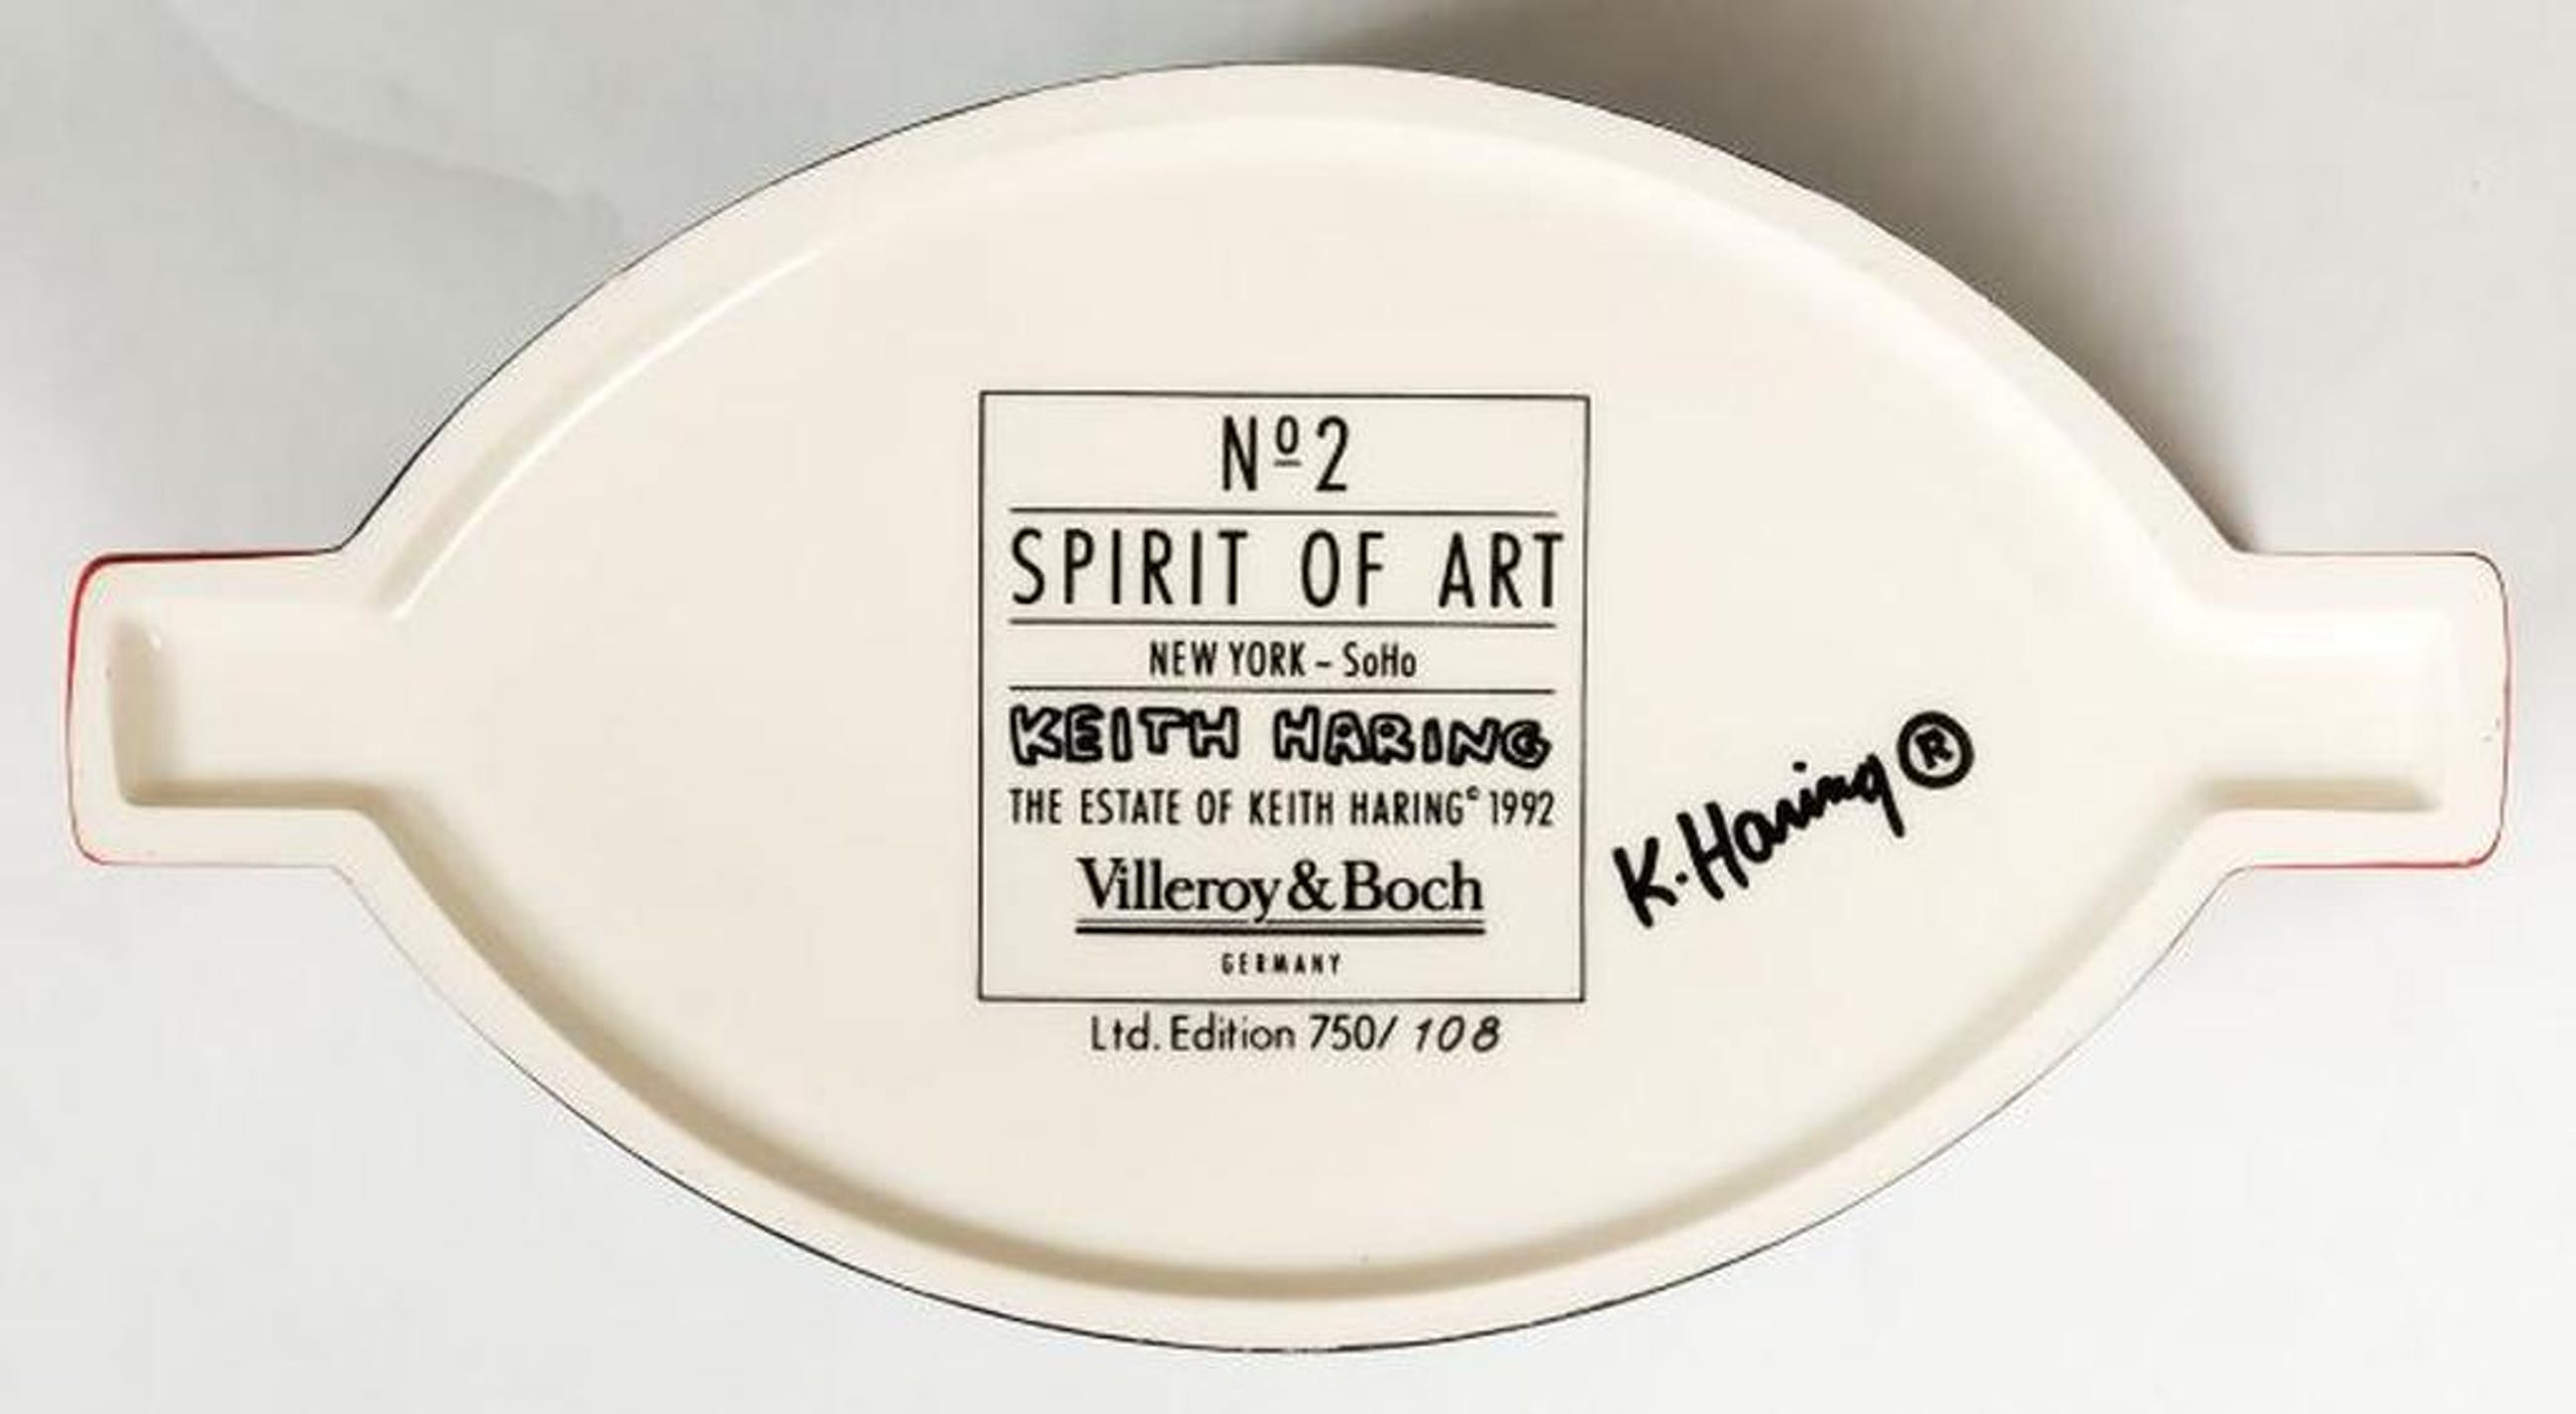 Nº2
SPIRIT OF ART
NEW YORK – SoHo
KEITH HARING
THE ESTATE OF KEITH HARING© 1992
Villeroy & Boch
GERMANY
Ltd. Edition 750/ 108
K. Haring ®